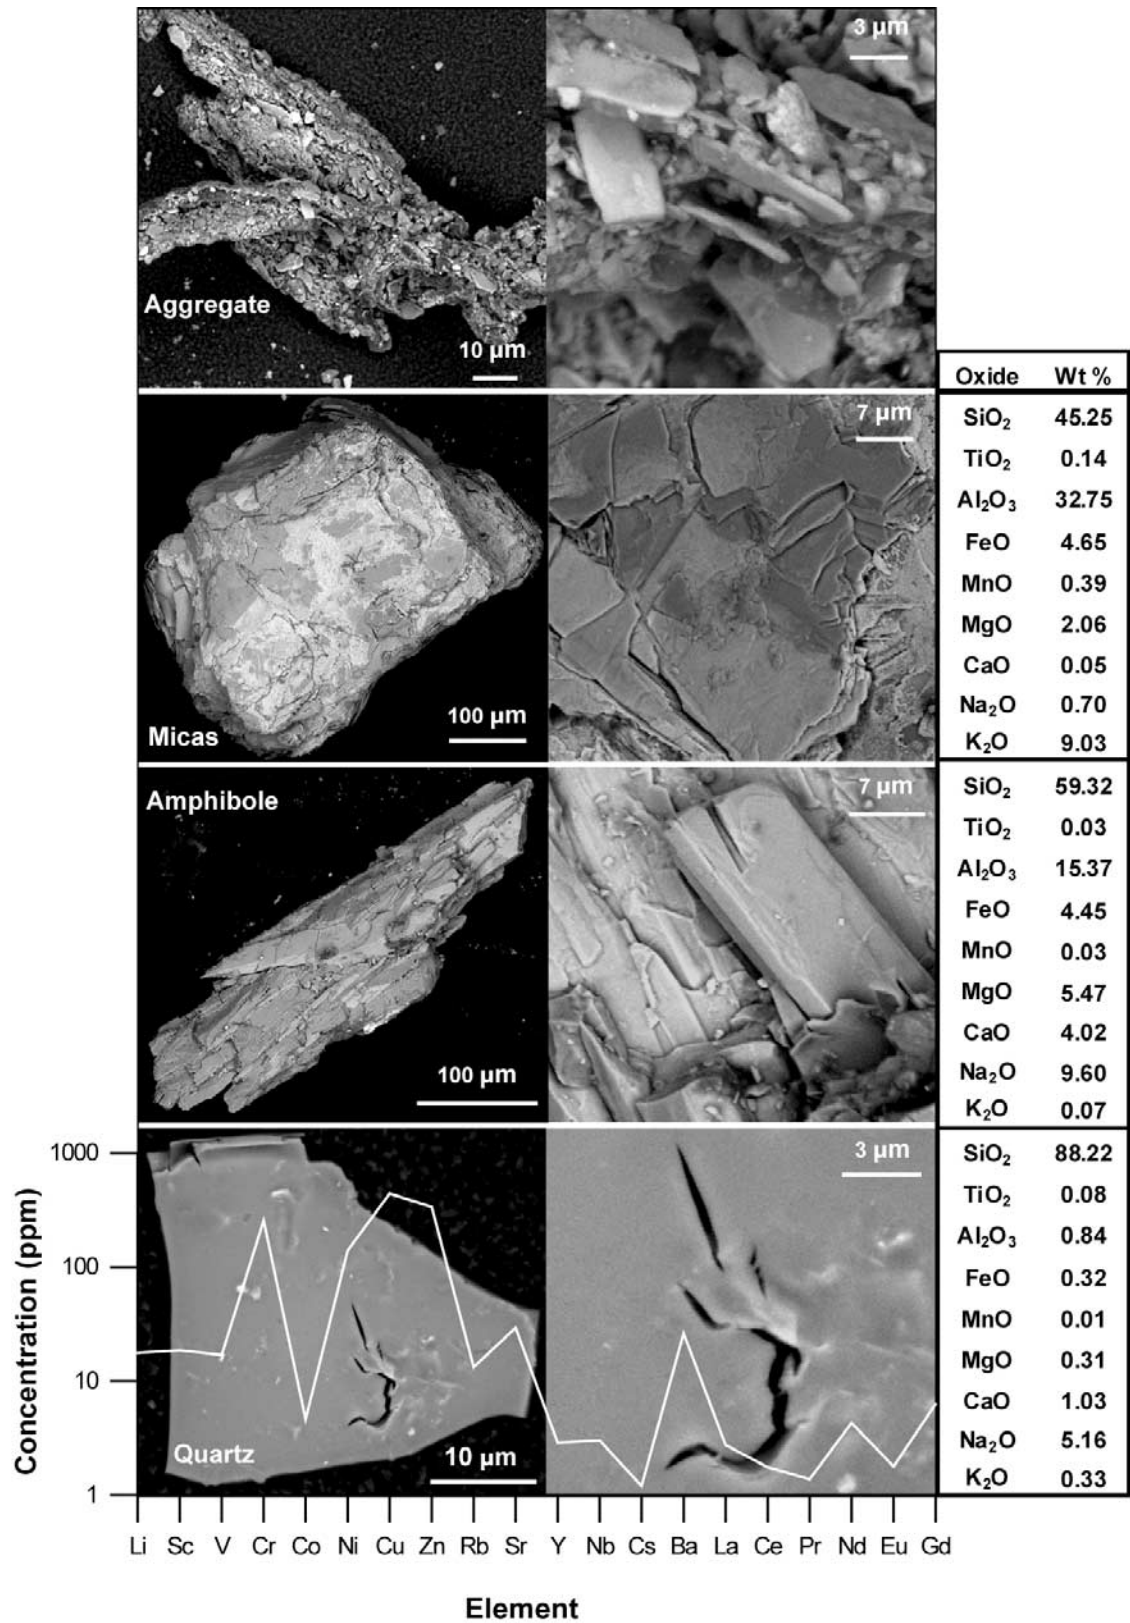 3 µm
Aggregate
10 µm
Oxide Wt %
7 µm
Micas
100 µm
SiO₂ 45.25
TiO₂ 0.14
Al₂O₃ 32.75
FeO 4.65
MnO 0.39
MgO 2.06
CaO 0.05
Na₂O 0.70
K₂O 9.03
Amphibole
7 µm
100 µm
SiO₂ 59.32
TiO₂ 0.03
Al₂O₃ 15.37
FeO 4.45
MnO 0.03
MgO 5.47
CaO 4.02
Na₂O 9.60
K₂O 0.07
3 µm
Quartz
10 µm
SiO₂ 88.22
TiO₂ 0.08
Al₂O₃ 0.84
FeO 0.32
MnO 0.01
MgO 0.31
CaO 1.03
Na₂O 5.16
K₂O 0.33
Concentration (ppm)
1000
100
10
1
Li Sc V Cr Co Ni Cu Zn Rb Sr Y Nb Cs Ba La Ce Pr Nd Eu Gd
Element